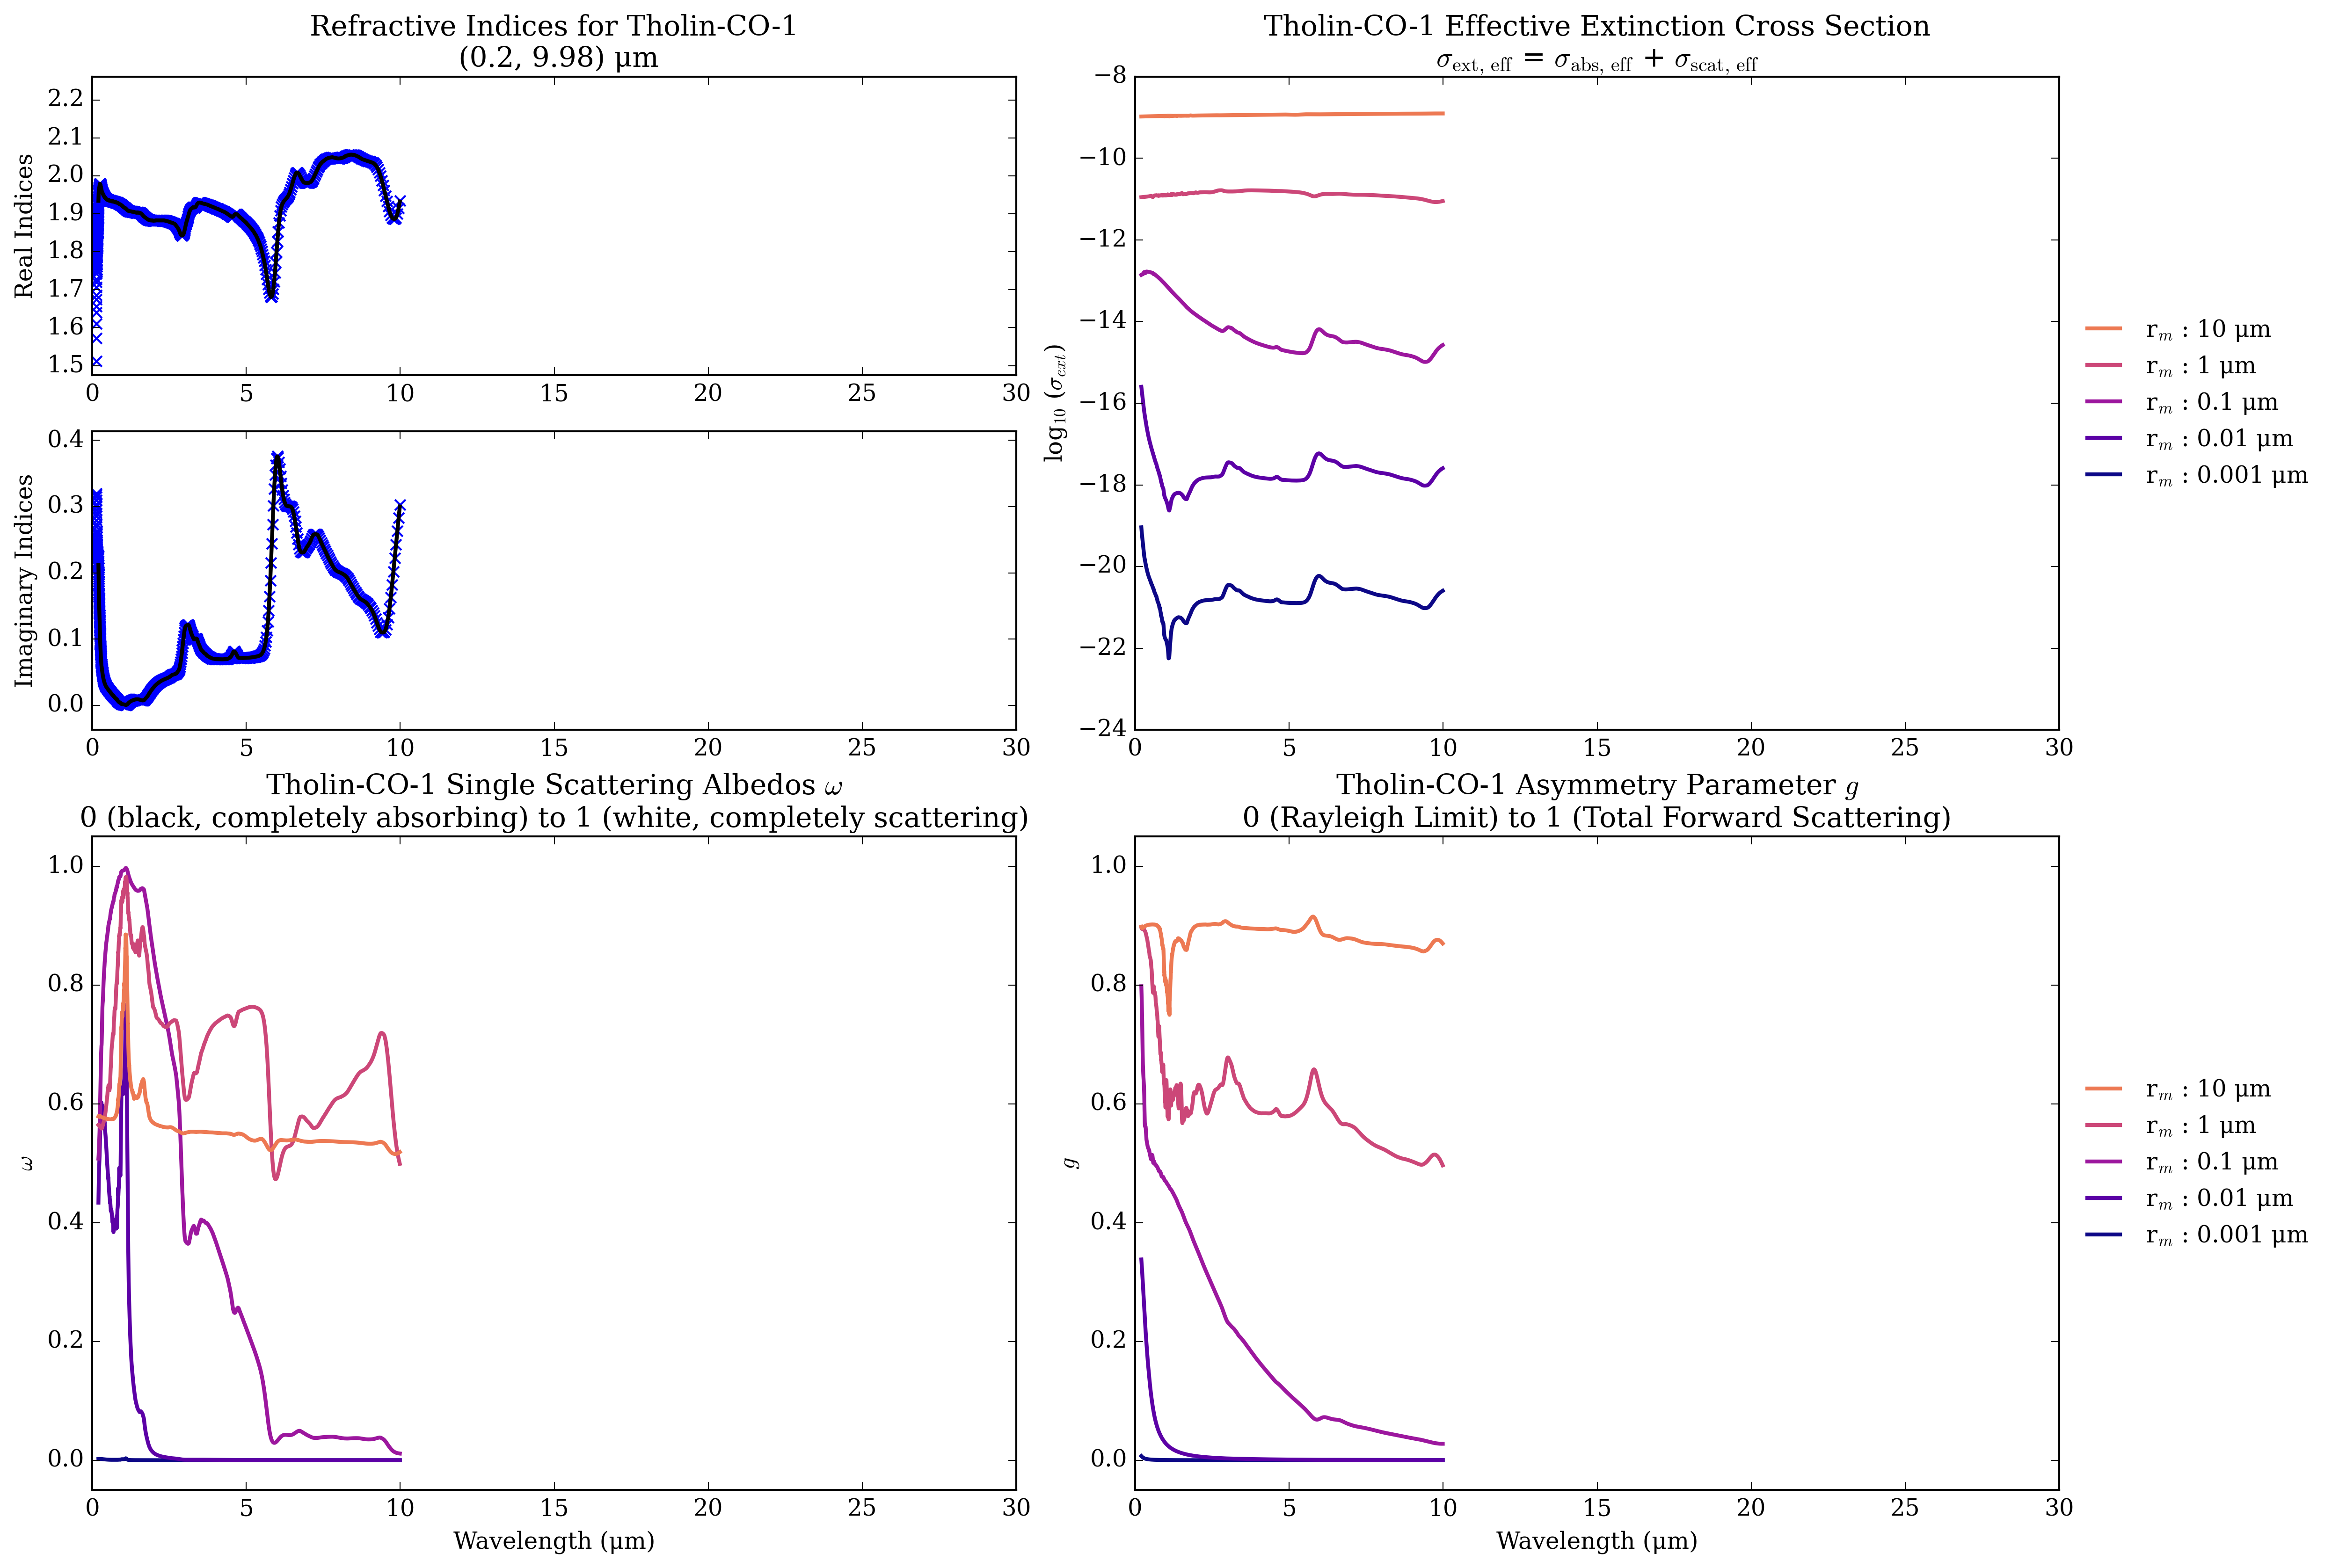 Refractive Indices for Tholin-CO-1
(0.2, 9.98) µm
Real Indices
2.2
2.1
2.0
1.9
1.8
1.7
1.6
1.5
0 5 10 15 20 25 30
Imaginary Indices
0.4
0.3
0.2
0.1
0.0
0 5 10 15 20 25 30
Tholin-CO-1 Effective Extinction Cross Section
σext, eff = σabs, eff + σscat, eff
log10 (σext)
−8
−10
−12
−14
−16
−18
−20
−22
−24
0 5 10 15 20 25 30
rm : 10 µm
rm : 1 µm
rm : 0.1 µm
rm : 0.01 µm
rm : 0.001 µm
Tholin-CO-1 Single Scattering Albedos ω
0 (black, completely absorbing) to 1 (white, completely scattering)
ω
1.0
0.8
0.6
0.4
0.2
0.0
0 5 10 15 20 25 30
Wavelength (µm)
Tholin-CO-1 Asymmetry Parameter g
0 (Rayleigh Limit) to 1 (Total Forward Scattering)
g
1.0
0.8
0.6
0.4
0.2
0.0
0 5 10 15 20 25 30
Wavelength (µm)
rm : 10 µm
rm : 1 µm
rm : 0.1 µm
rm : 0.01 µm
rm : 0.001 µm